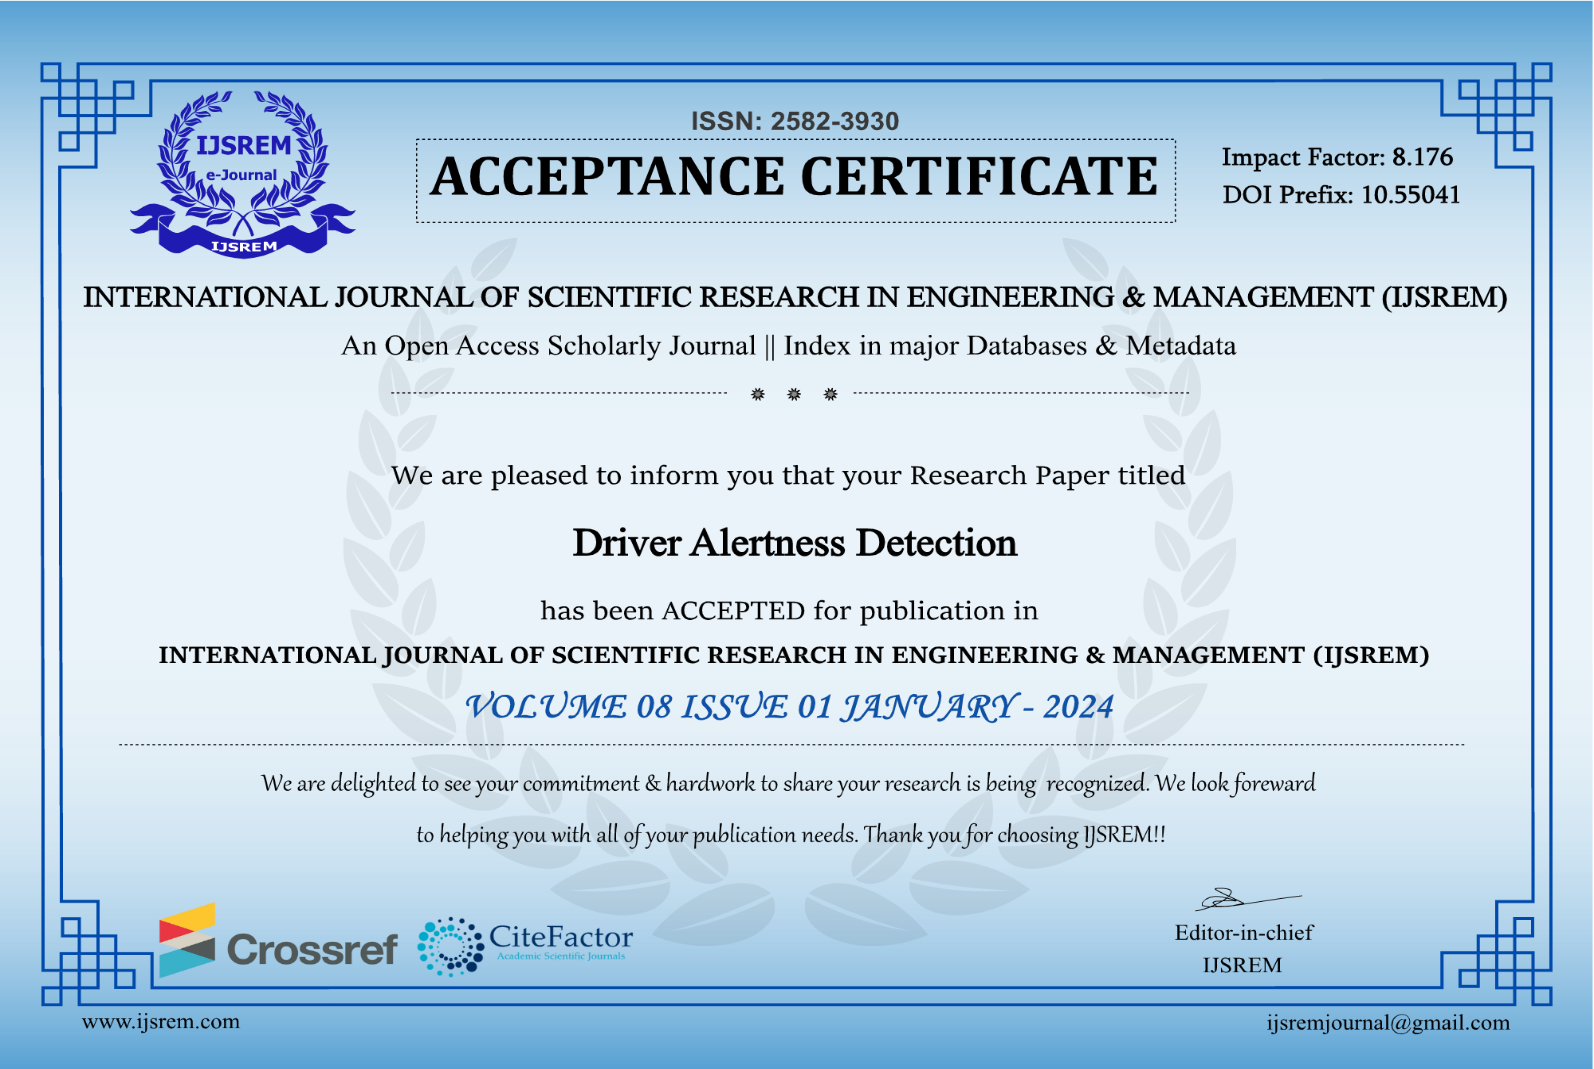 ISSN: 2582-3930
IJSREM
e-Journal
IJSREM
ACCEPTANCE CERTIFICATE
Impact Factor: 8.176
DOI Prefix: 10.55041
INTERNATIONAL JOURNAL OF SCIENTIFIC RESEARCH IN ENGINEERING & MANAGEMENT (IJSREM)
An Open Access Scholarly Journal || Index in major Databases & Metadata
We are pleased to inform you that your Research Paper titled
Driver Alertness Detection
has been ACCEPTED for publication in
INTERNATIONAL JOURNAL OF SCIENTIFIC RESEARCH IN ENGINEERING & MANAGEMENT (IJSREM)
VOLUME 08 ISSUE 01 JANUARY - 2024
We are delighted to see your commitment & hardwork to share your research is being recognized. We look foreward
to helping you with all of your publication needs. Thank you for choosing IJSREM!!
Crossref
CiteFactor
Academic Scientific Journals
Editor-in-chief
IJSREM
www.ijsrem.com
ijsremjournal@gmail.com